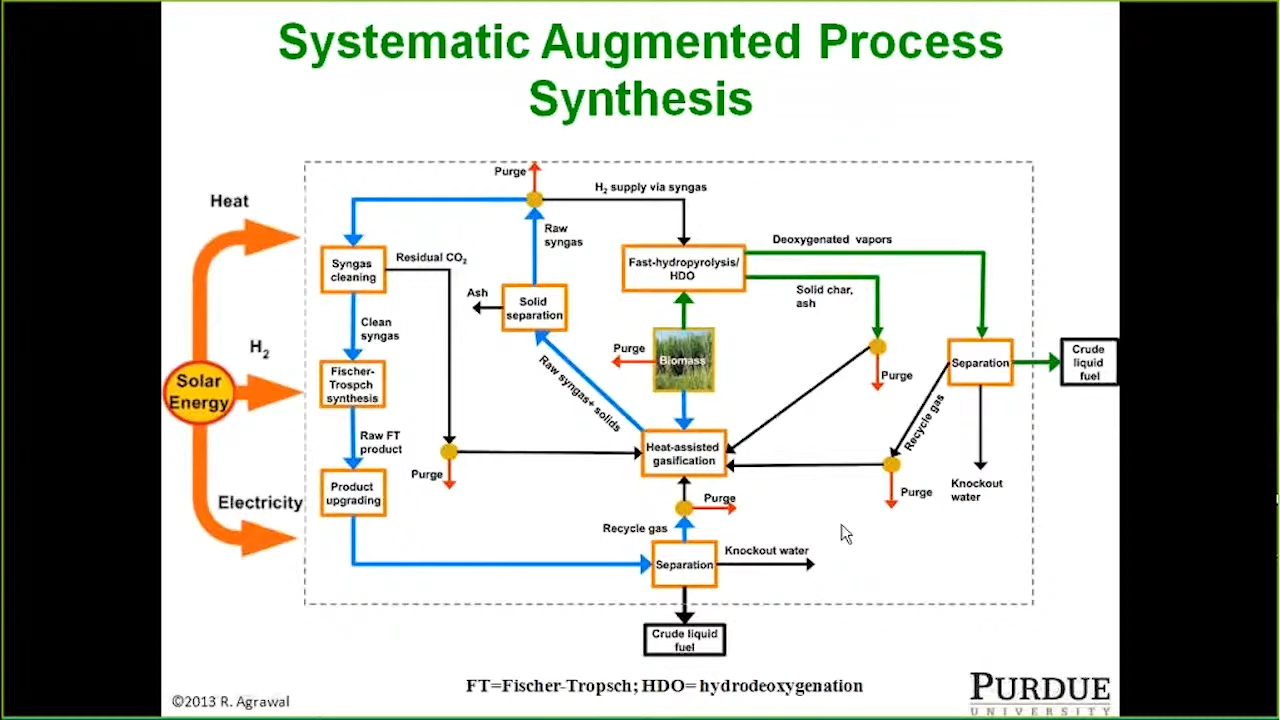 Systematic Augmented Process
Synthesis
Heat
H2
Solar
Energy
Electricity
Purge
H2 supply via syngas
Raw
syngas
Syngas
cleaning
Residual CO2
Ash
Solid
separation
Fast-hydropyrolysis/
HDO
Deoxygenated vapors
Solid char,
ash
Clean
syngas
Purge
Biomass
Purge
Separation
Crude
liquid
fuel
Fischer-
Trospch
synthesis
Raw syngas+ solids
Recycle gas
Raw FT
product
Purge
Heat-assisted
gasification
Product
upgrading
Purge
Purge
Knockout
water
Recycle gas
Knockout water
Separation
Crude liquid
fuel
FT=Fischer-Tropsch; HDO= hydrodeoxygenation
©2013 R. Agrawal
PURDUE
UNIVERSITY